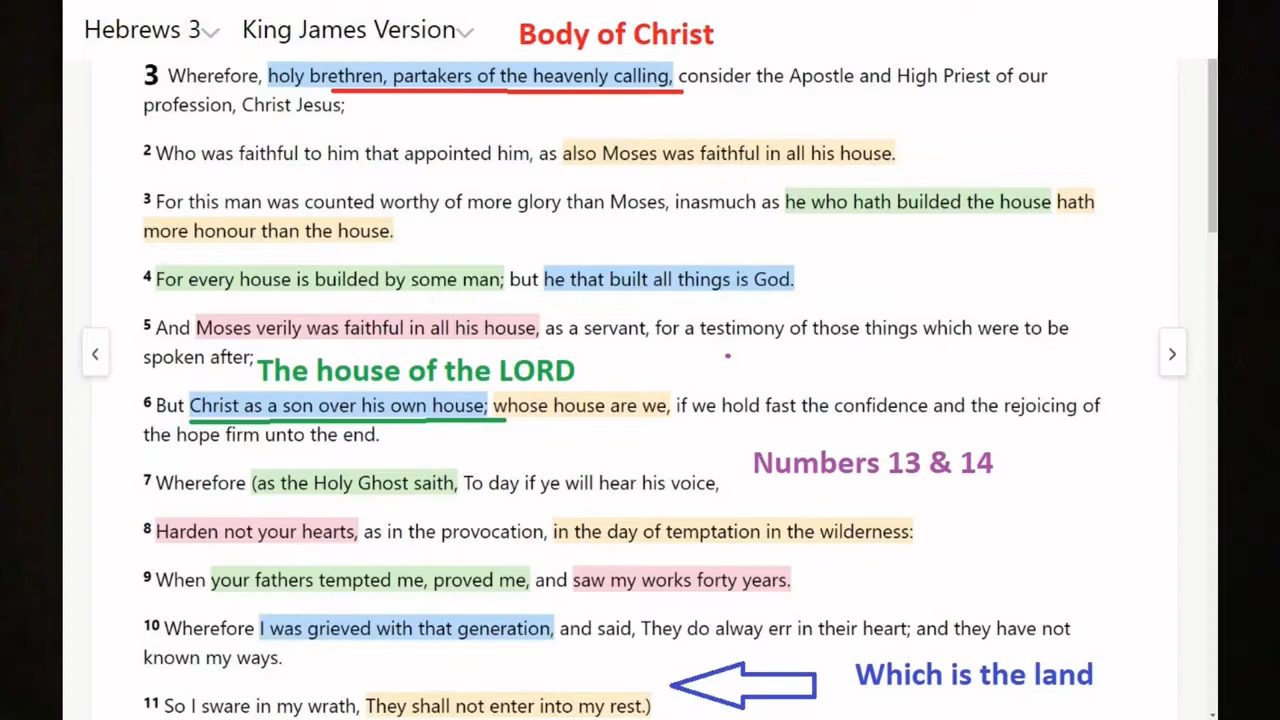 Hebrews 3 King James Version Body of Christ
3 Wherefore, holy brethren, partakers of the heavenly calling, consider the Apostle and High Priest of our
profession, Christ Jesus;
2 Who was faithful to him that appointed him, as also Moses was faithful in all his house.
3 For this man was counted worthy of more glory than Moses, inasmuch as he who hath builded the house hath
more honour than the house.
4 For every house is builded by some man; but he that built all things is God.
5 And Moses verily was faithful in all his house, as a servant, for a testimony of those things which were to be
spoken after;
The house of the LORD
6 But Christ as a son over his own house; whose house are we, if we hold fast the confidence and the rejoicing of
the hope firm unto the end.
Numbers 13 & 14
7 Wherefore (as the Holy Ghost saith, To day if ye will hear his voice,
8 Harden not your hearts, as in the provocation, in the day of temptation in the wilderness:
9 When your fathers tempted me, proved me, and saw my works forty years.
10 Wherefore I was grieved with that generation, and said, They do alway err in their heart; and they have not
known my ways.
Which is the land
11 So I sware in my wrath, They shall not enter into my rest.)